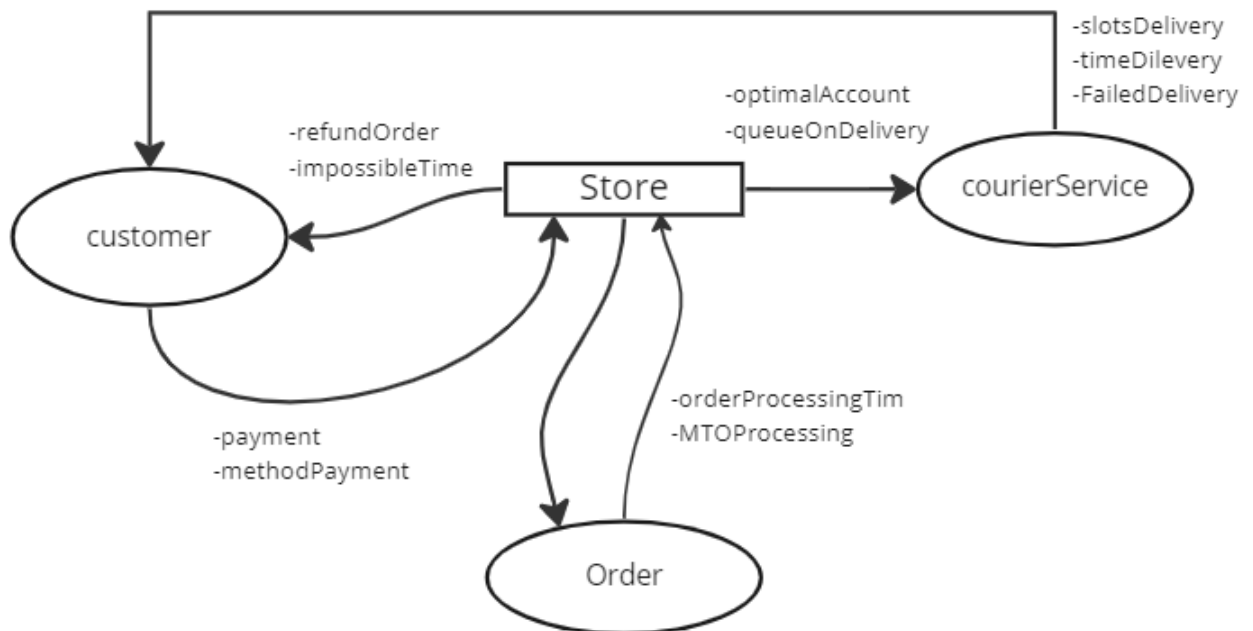 -slotsDelivery
-timeDilevery
-FailedDelivery
-optimalAccount
-queueOnDelivery
-refundOrder
-impossibleTime
Store
courierService
customer
-orderProcessingTim
-MTOProcessing
-payment
-methodPayment
Order